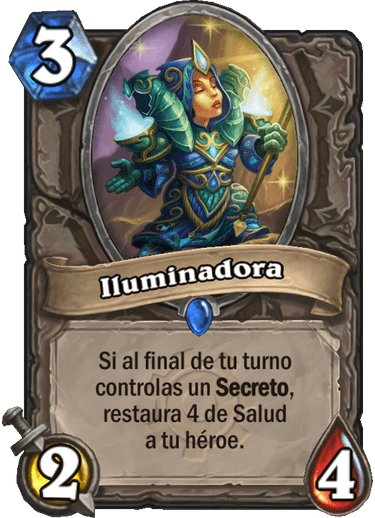 3
Iluminadora
Si al final de tu turno
controlas un Secreto,
restaura 4 de Salud
a tu héroe.
2
4